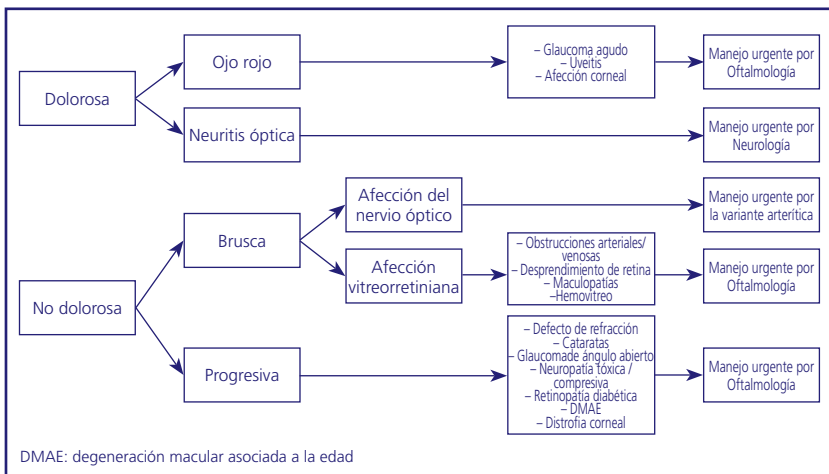 Dolorosa
Ojo rojo
– Glaucoma agudo
– Uveitis
– Afección corneal
Manejo urgente por
Oftalmología
Neuritis óptica
Manejo urgente por
Neurología
No dolorosa
Brusca
Afección del
nervio óptico
Manejo urgente por
la variante arterítica
Afección
vitreorretiniana
– Obstrucciones arteriales/
venosas
– Desprendimiento de retina
– Maculopatías
–Hemovitreo
Manejo urgente por
Oftalmología
Progresiva
– Defecto de refracción
– Cataratas
– Glaucomade ángulo abierto
– Neuropatía tóxica /
compresiva
– Retinopatía diabética
– DMAE
– Distrofia corneal
Manejo urgente por
Oftalmología
DMAE: degeneración macular asociada a la edad